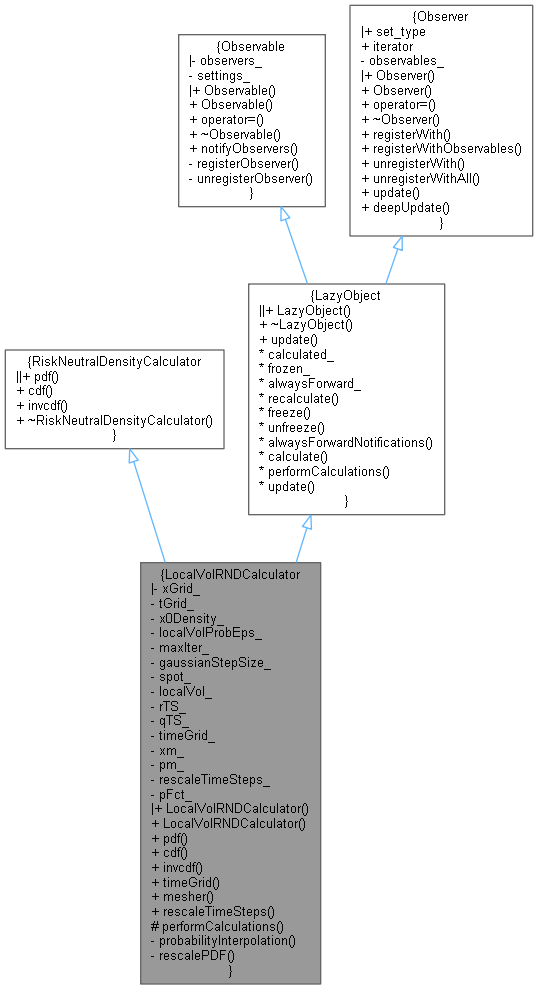 {Observer
|+ set_type
+ iterator
- observables_
|+ Observer()
+ Observer()
+ operator=()
+ ~Observer()
+ registerWith()
+ registerWithObservables()
+ unregisterWith()
+ unregisterWithAll()
+ update()
+ deepUpdate()
}
{Observable
|- observers_
- settings_
|+ Observable()
+ Observable()
+ operator=()
+ ~Observable()
+ notifyObservers()
- registerObserver()
- unregisterObserver()
}
{LazyObject
||+ LazyObject()
+ ~LazyObject()
+ update()
* calculated_
* frozen_
* alwaysForward_
* recalculate()
* freeze()
* unfreeze()
* alwaysForwardNotifications()
* calculate()
* performCalculations()
* update()
}
{RiskNeutralDensityCalculator
||+ pdf()
+ cdf()
+ invcdf()
+ ~RiskNeutralDensityCalculator()
}
{LocalVolRNDCalculator
|- xGrid_
- tGrid_
- x0Density_
- localVolProbEps_
- maxIter_
- gaussianStepSize_
- spot_
- localVol_
- rTS_
- qTS_
- timeGrid_
- xm_
- pm_
- rescaleTimeSteps_
- pFct_
|+ LocalVolRNDCalculator()
+ LocalVolRNDCalculator()
+ pdf()
+ cdf()
+ invcdf()
+ timeGrid()
+ mesher()
+ rescaleTimeSteps()
# performCalculations()
- probabilityInterpolation()
- rescalePDF()
}